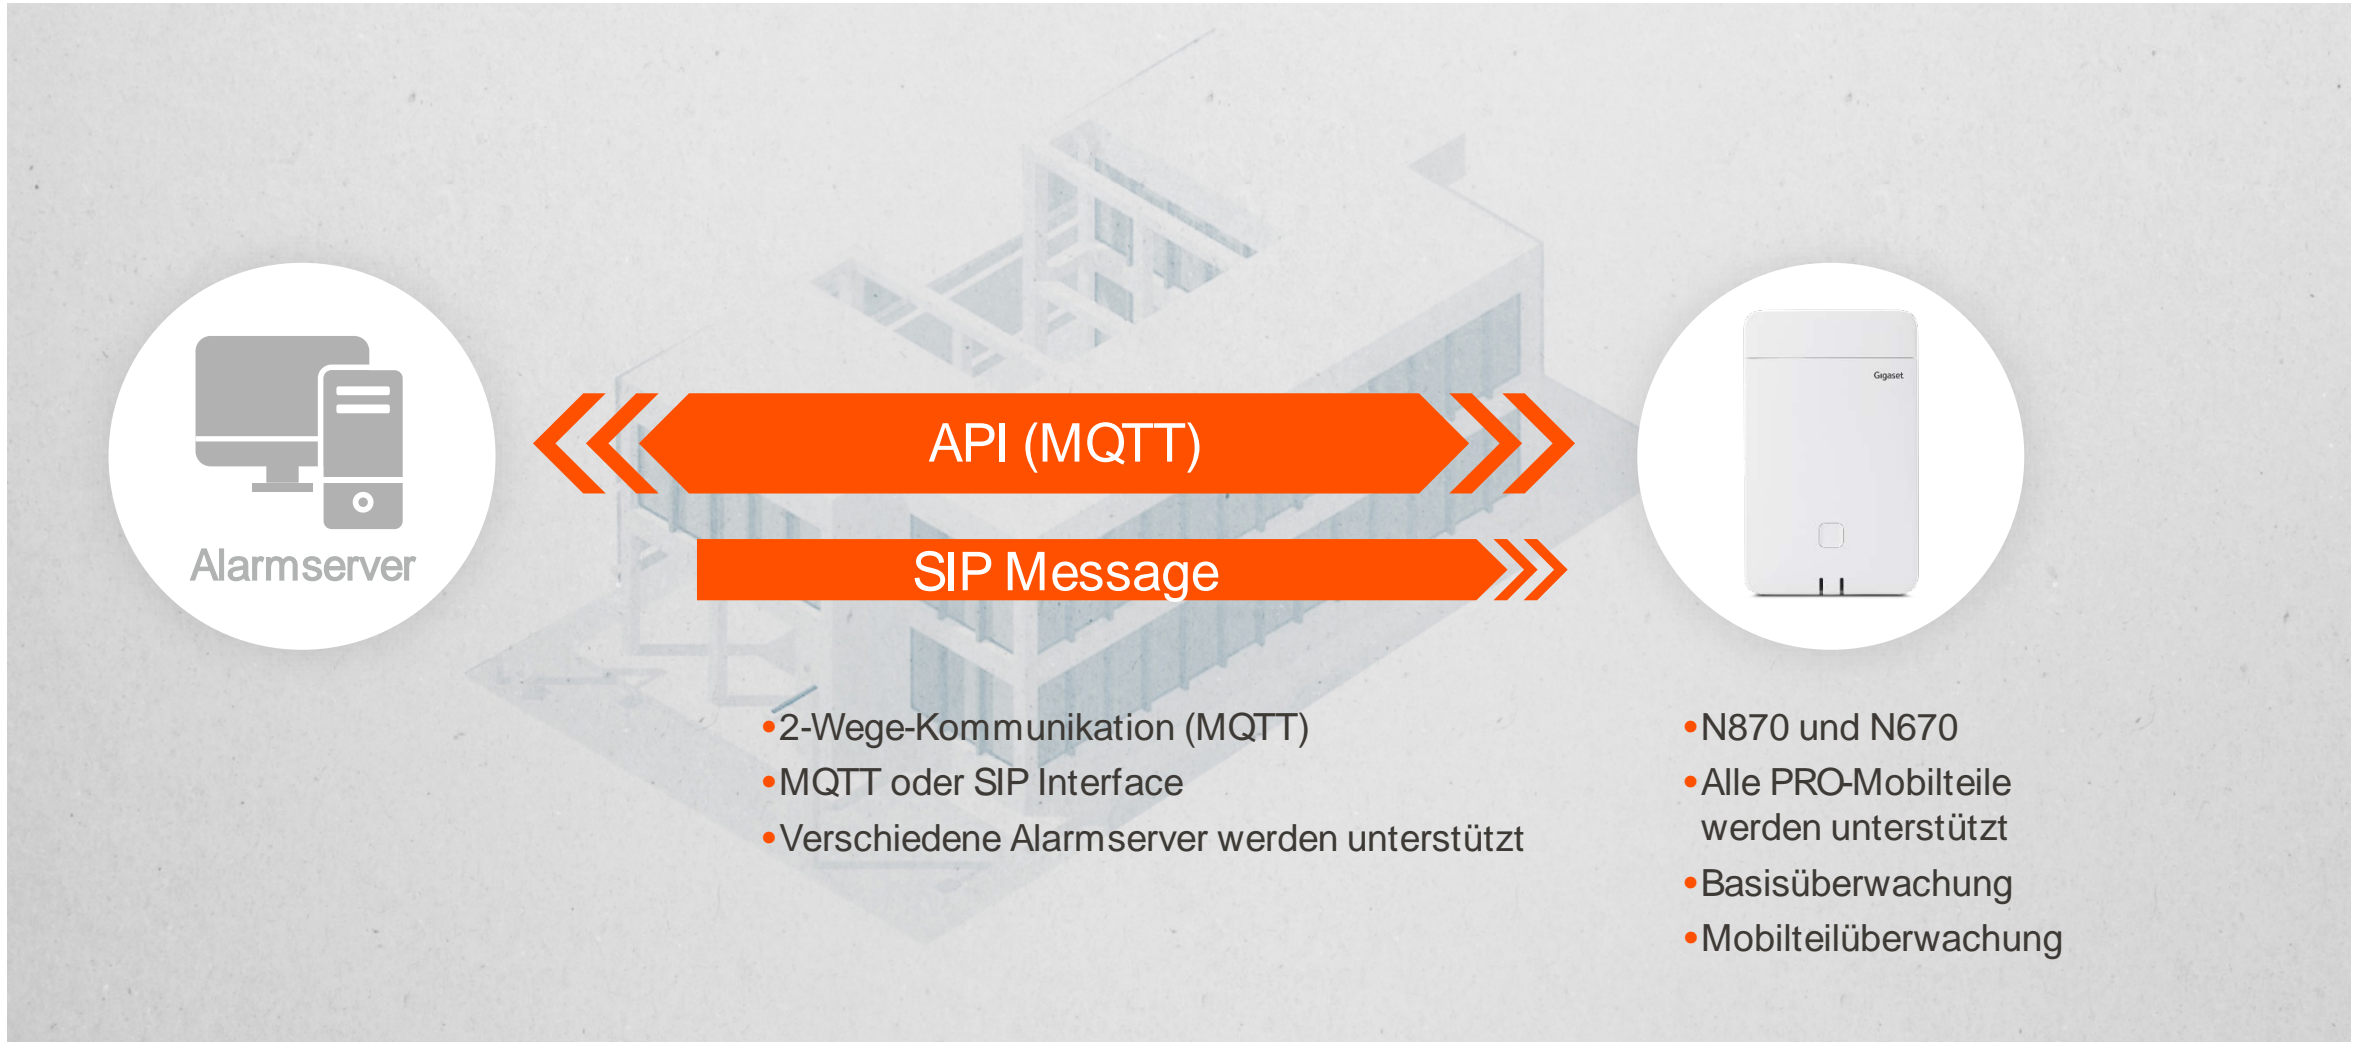 Gigaset
API (MQTT)
SIP Message
Alarmserver
•2-Wege-Kommunikation (MQTT)
•MQTT oder SIP Interface
•Verschiedene Alarmserver werden unterstützt
•N870 und N670
•Alle PRO-Mobilteile
werden unterstützt
•Basisüberwachung
•Mobilteilüberwachung